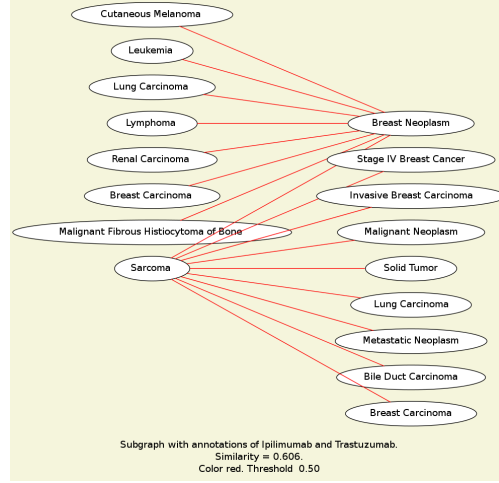 Cutaneous Melanoma
Leukemia
Lung Carcinoma
Lymphoma
Renal Carcinoma
Breast Carcinoma
Malignant Fibrous Histiocytoma of Bone
Sarcoma
Breast Neoplasm
Stage IV Breast Cancer
Invasive Breast Carcinoma
Malignant Neoplasm
Solid Tumor
Lung Carcinoma
Metastatic Neoplasm
Bile Duct Carcinoma
Breast Carcinoma
Subgraph with annotations of Ipilimumab and Trastuzumab.
Similarity = 0.606.
Color red. Threshold 0.50